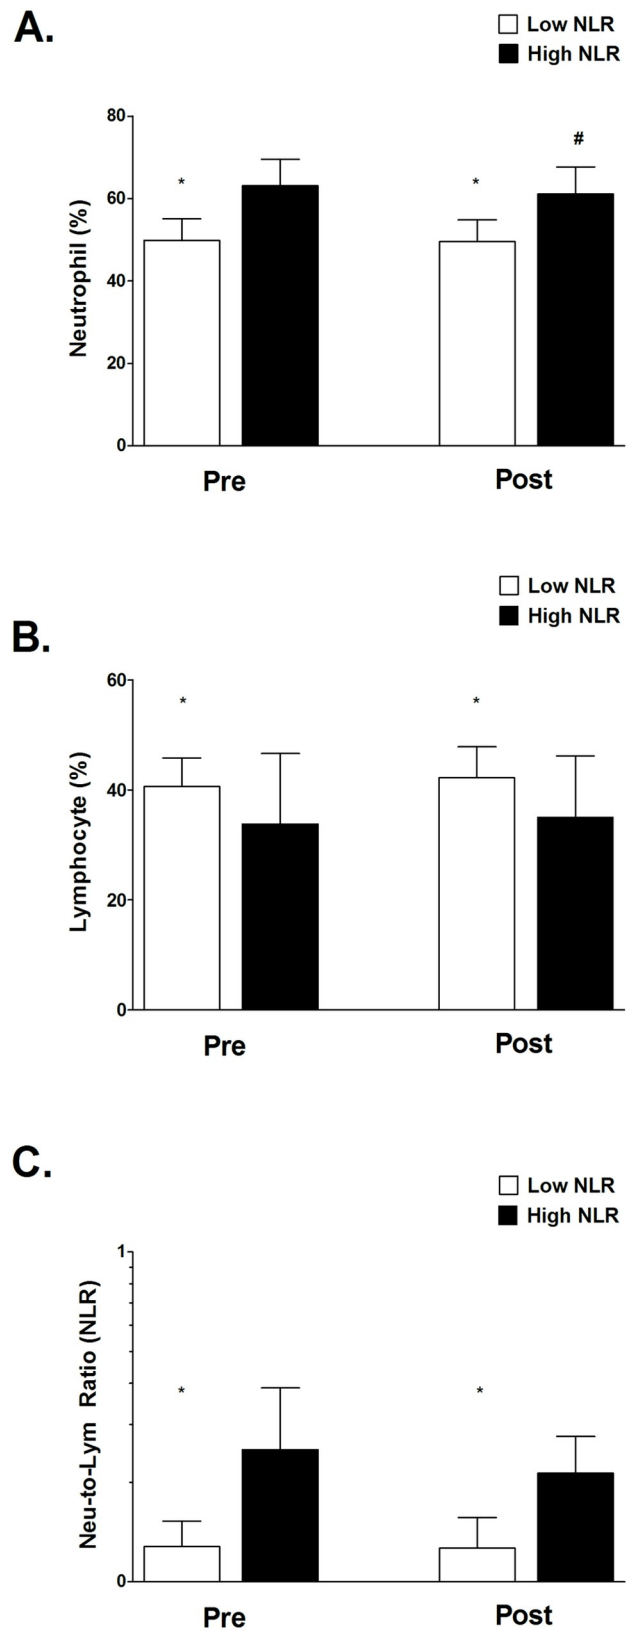 A.
Low NLR
High NLR
80
60
40
20
0
Neutrophil (%)
*
*
#
Pre
Post
B.
Low NLR
High NLR
60
40
20
0
Lymphocyte (%)
*
*
Pre
Post
C.
Low NLR
High NLR
1
0
Neu-to-Lym Ratio (NLR)
*
*
Pre
Post